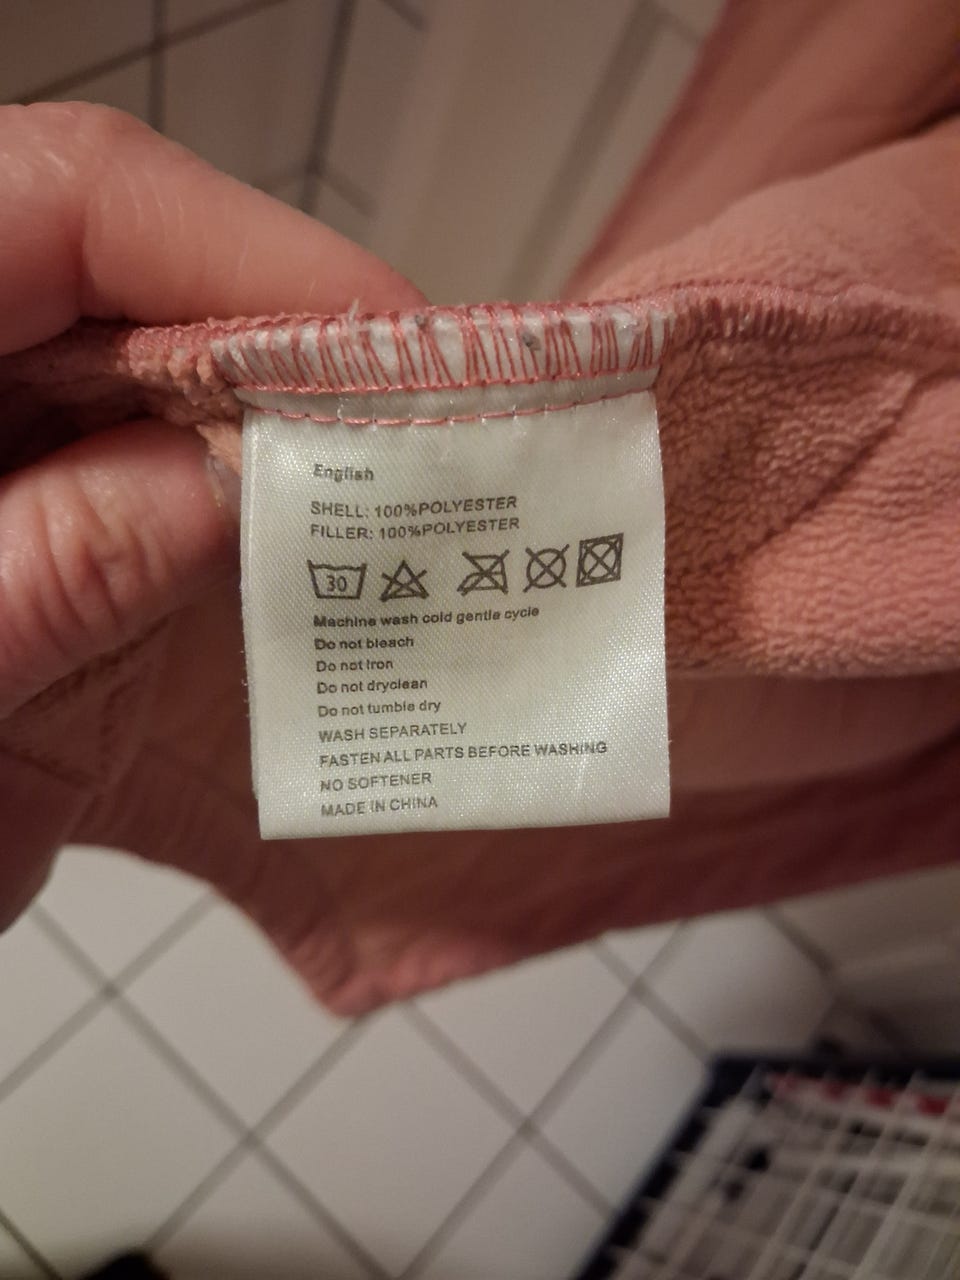 English
SHELL: 100%POLYESTER
FILLER: 100%POLYESTER
30
Machine wash cold gentle cycle
Do not bleach
Do not Iron
Do not dryclean
Do not tumble dry
WASH SEPARATELY
FASTEN ALL PARTS BEFORE WASHING
NO SOFTENER
MADE IN CHINA